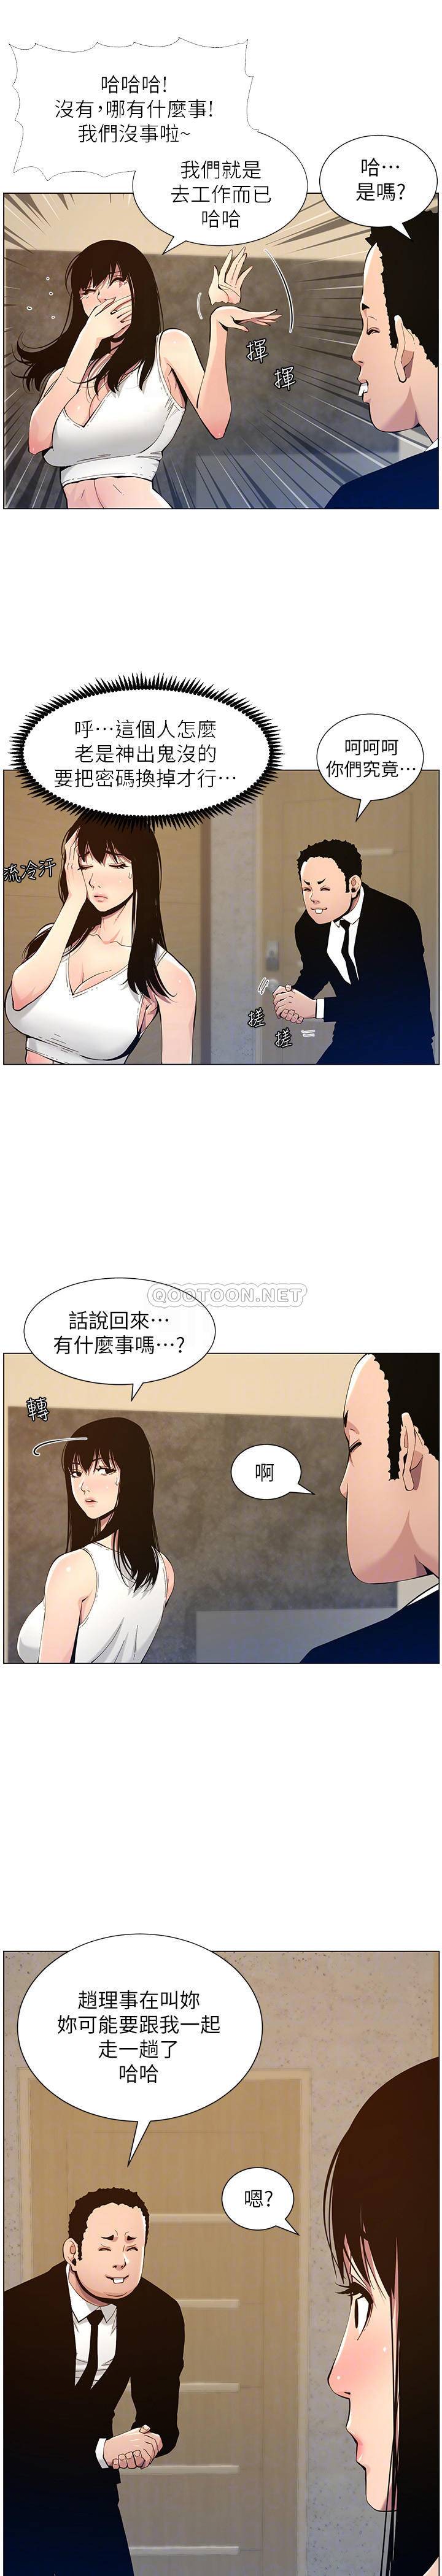 哈哈哈!
沒有,哪有什麼事!
我們沒事啦~
我們就是
去工作而已
哈哈
哈…
是嗎?
揮
揮
呼…這個人怎麼
老是神出鬼沒的
要把密碼換掉才行…
呵呵呵
你們究竟…
流冷汗
搓
搓
QOOTOON.NET
話說回來…
有什麼事嗎…?
轉
啊
趙理事在叫妳
妳可能要跟我一起
走一趟了
哈哈
嗯?